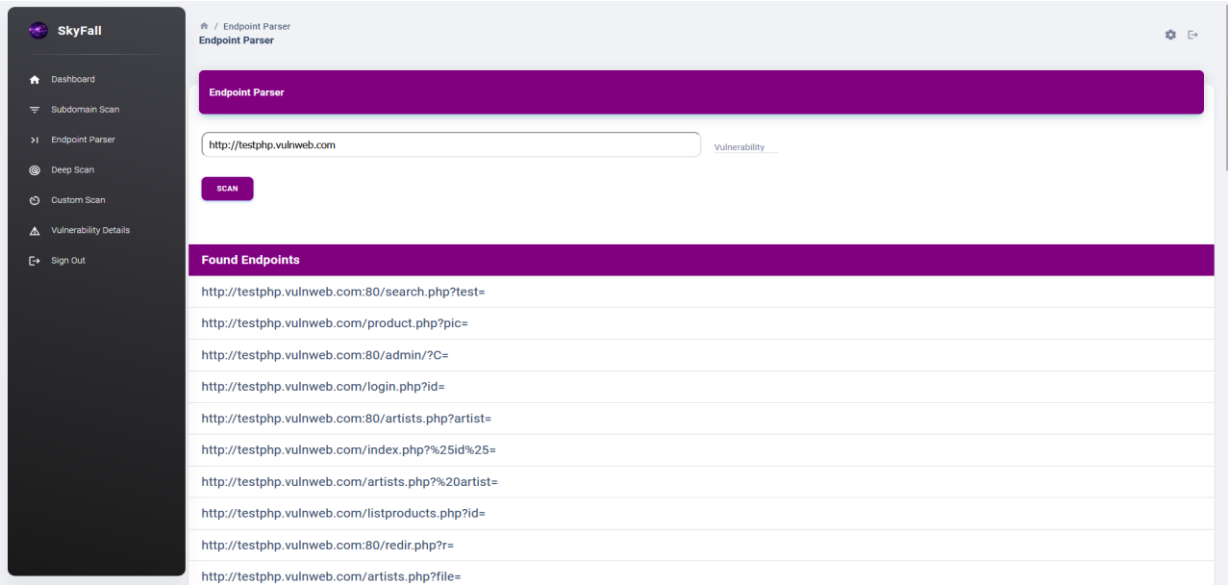 SkyFall
Dashboard
Subdomain Scan
Endpoint Parser
Deep Scan
Custom Scan
Vulnerability Details
Sign Out
/ Endpoint Parser
Endpoint Parser
Endpoint Parser
http://testphp.vulnweb.com
Vulnerability
SCAN
Found Endpoints
http://testphp.vulnweb.com:80/search.php?test=
http://testphp.vulnweb.com/product.php?pic=
http://testphp.vulnweb.com:80/admin/?C=
http://testphp.vulnweb.com/login.php?id=
http://testphp.vulnweb.com:80/artists.php?artist=
http://testphp.vulnweb.com/index.php?%25id%25=
http://testphp.vulnweb.com/artists.php?%20artist=
http://testphp.vulnweb.com/listproducts.php?id=
http://testphp.vulnweb.com:80/redir.php?r=
http://testphp.vulnweb.com/artists.php?file=